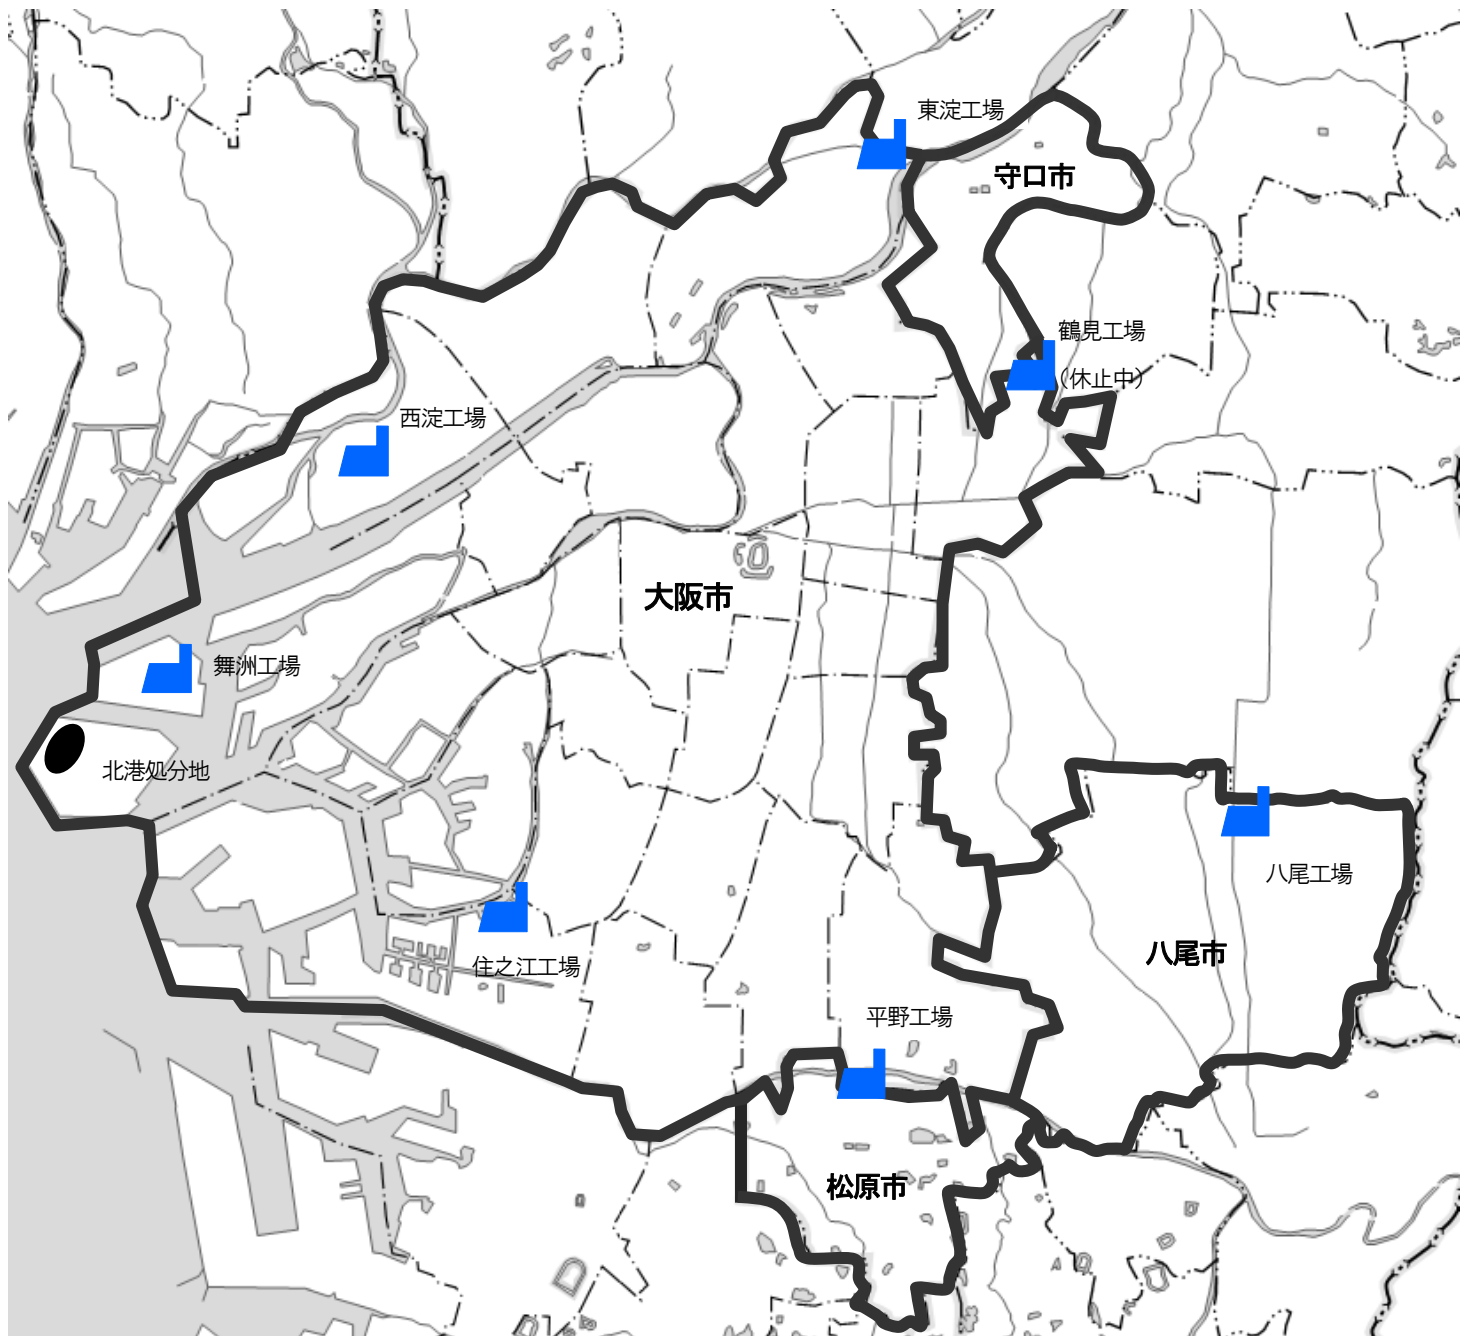 東淀工場
守口市
鶴見工場
（休止中）
西淀工場
大阪市
舞洲工場
北港処分地
八尾工場
八尾市
住之江工場
平野工場
松原市